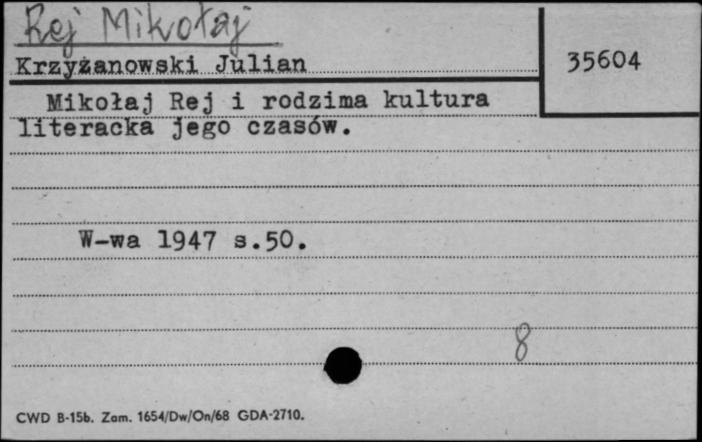 Rej Mikołaj
Krzyżanowski Julian
35604
Mikołaj Rej i rodzima kultura
literacka jego czasów.
W-wa 1947 s.50.
8
CWD B-15b. Zam. 1654/Dw/On/68 GDA-2710.